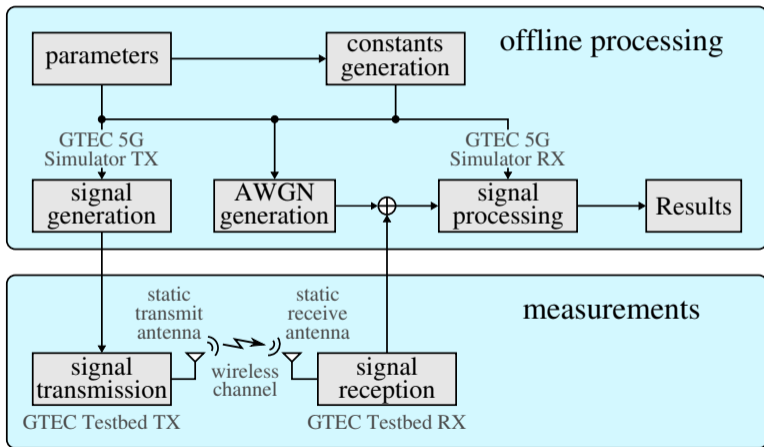 offline processing
parameters
constants
generation
GTEC 5G
Simulator TX
GTEC 5G
Simulator RX
signal
generation
AWGN
generation
signal
processing
Results
measurements
static
transmit
antenna
static
receive
antenna
wireless
channel
signal
transmission
signal
reception
GTEC Testbed TX
GTEC Testbed RX